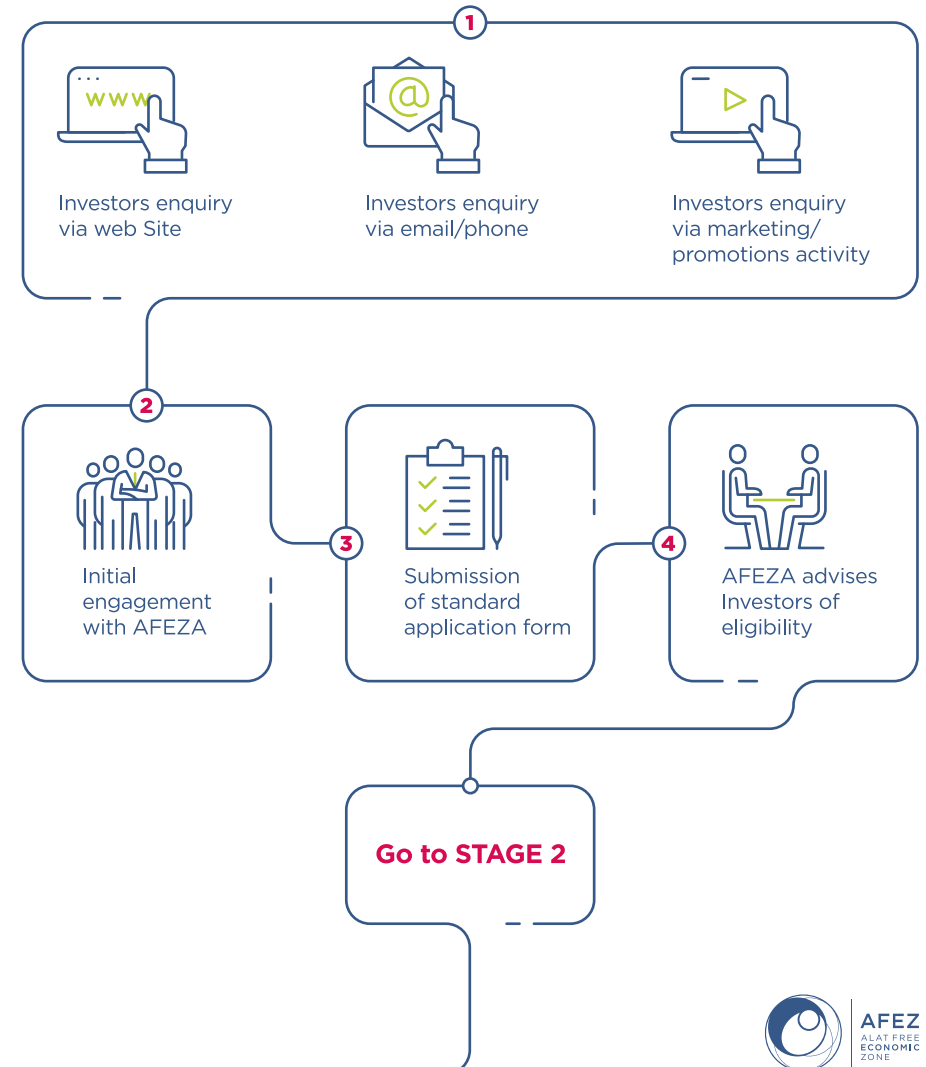 1
WWW
@
Investors enquiry
via web Site
Investors enquiry
via email/phone
Investors enquiry
via marketing/
promotions activity
2
Initial
engagement
with AFEZA
3
Submission
of standard
application form
4
AFEZA advises
Investors of
eligibility
Go to STAGE 2
AFEZ
ALAT FREE
ECONOMIC
ZONE